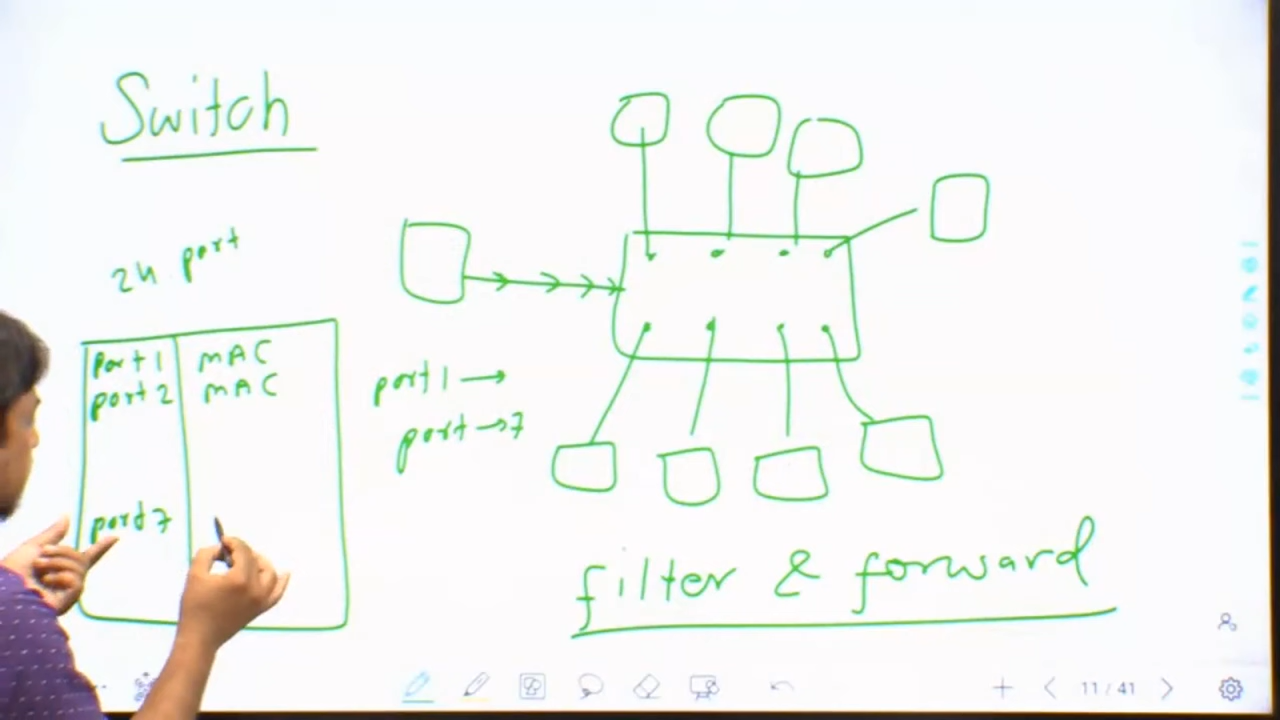 Switch
24 port
port 1 MAC
port 2 MAC
port 7
port 1 →
port → 7
filter & forward
11 / 41